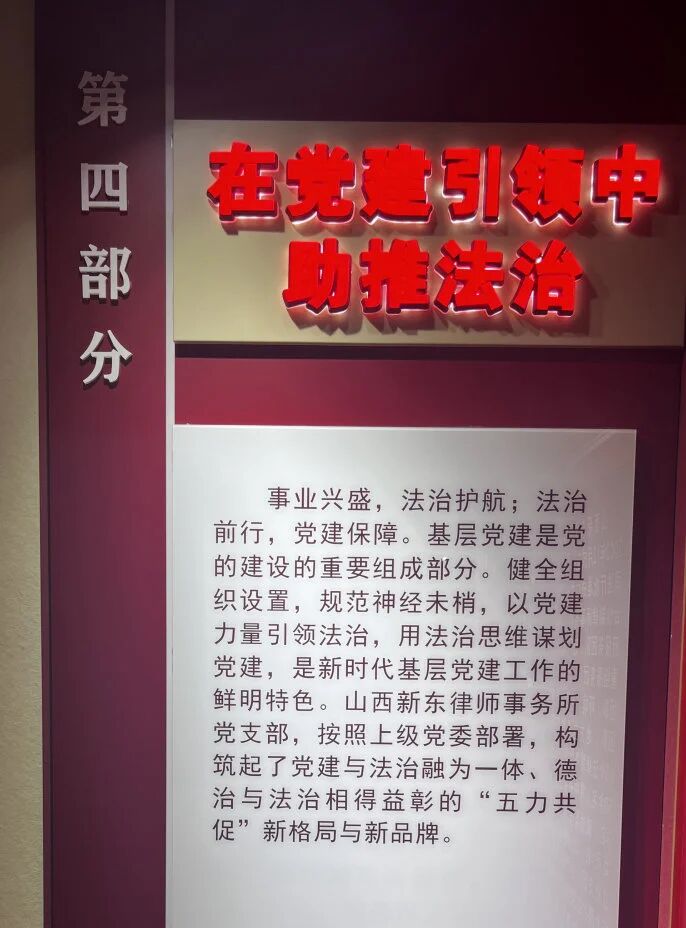 第四部分
在党建引领中
助推法治
事业兴盛，法治护航；法治
前行，党建保障。基层党建是党
的建设的重要组成部分。健全组
织设置，规范神经末梢，以党建
力量引领法治，用法治思维谋划
党建，是新时代基层党建工作的
鲜明特色。山西新东律师事务所
党支部，按照上级党委部署，构
筑起了党建与法治融为一体、德
治与法治相得益彰的“五力共
促”新格局与新品牌。